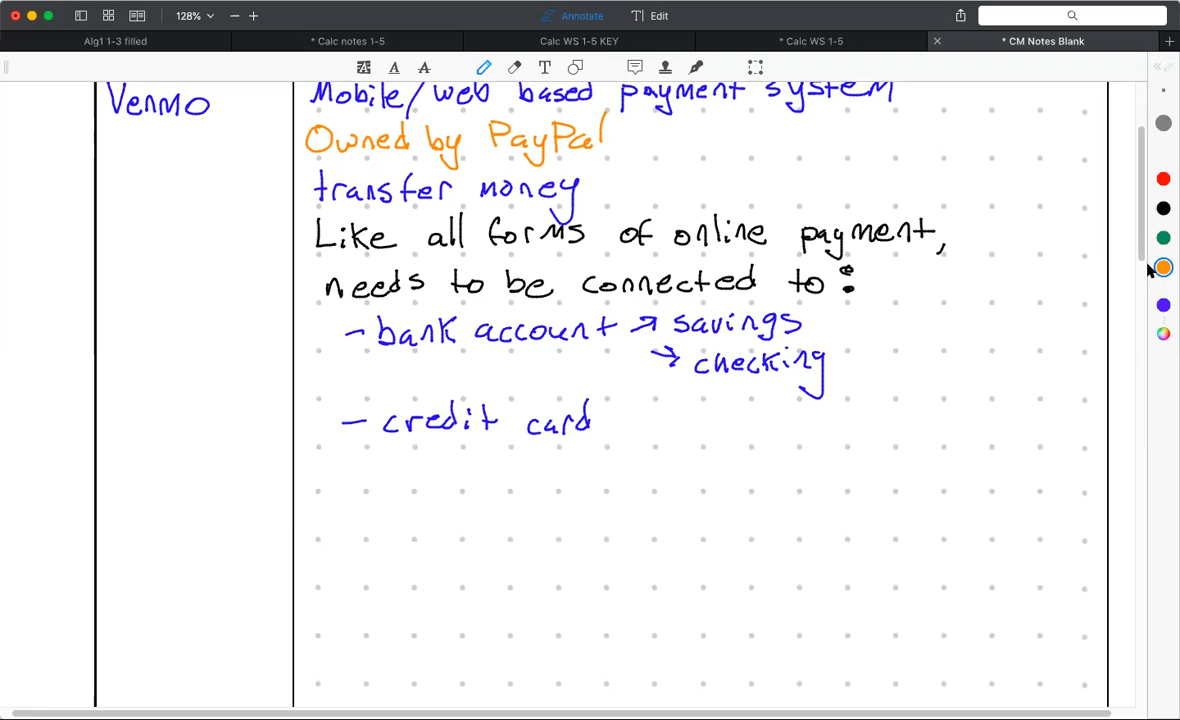 128%
Annotate
Edit
Alg1 1-3 filled
* Calc notes 1-5
Calc WS 1-5 KEY
* Calc WS 1-5
* CM Notes Blank
Venmo
Mobile/web based payment system
Owned by PayPal
transfer money
Like all forms of online payment,
needs to be connected to:
- bank account → savings
→ checking
- credit card